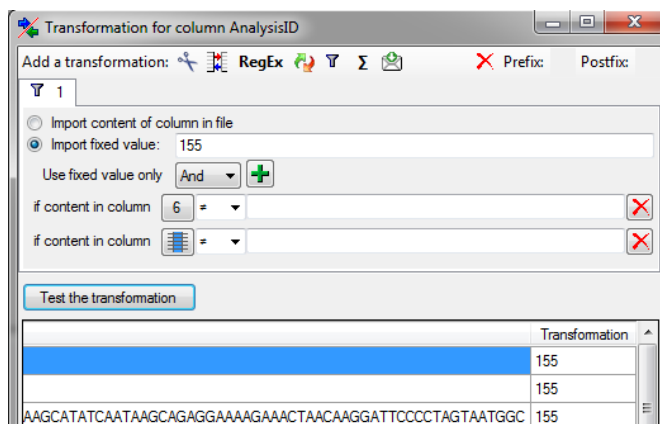 Transformation for column AnalysisID
Add a transformation: RegEx Σ Prefix: Postfix:
1
Import content of column in file
Import fixed value: 155
Use fixed value only And
if content in column 6 ≠
if content in column ≠
Test the transformation
Transformation
155
155
AAGCATATCAATAAGCAGAGGAAAAGAAACTAACAAGGATTCCCCTAGTAATGGC 155